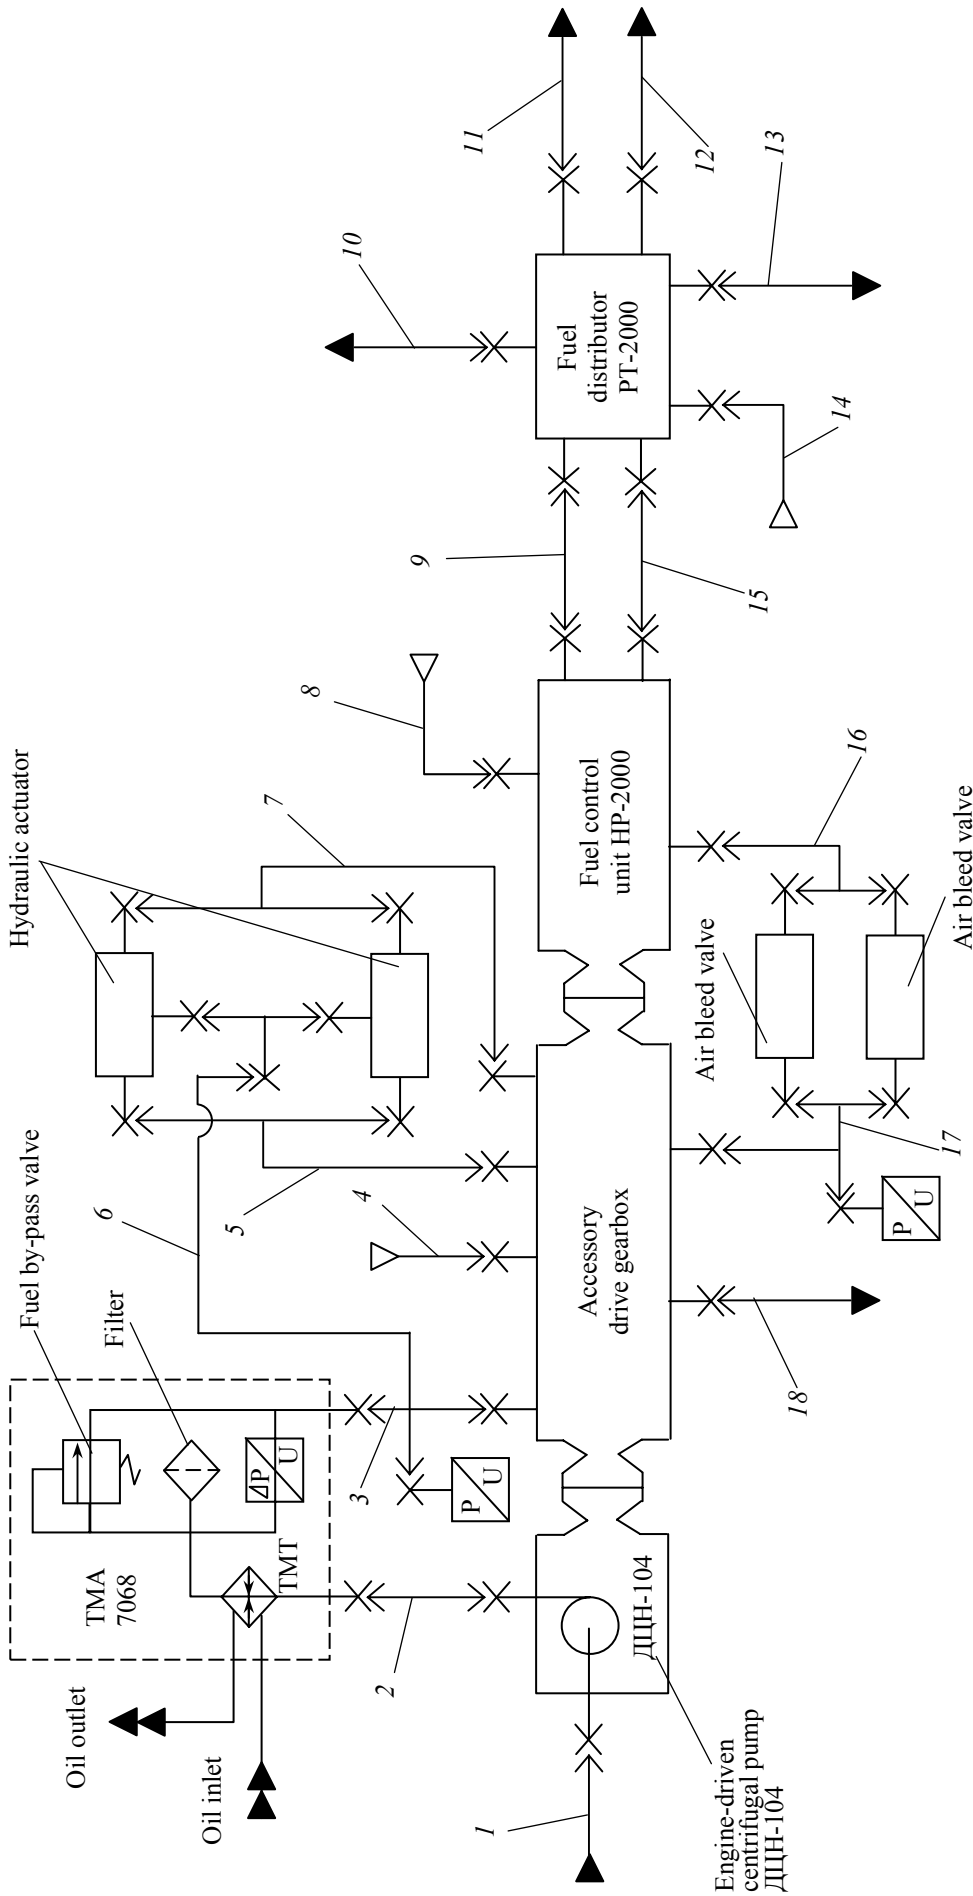 Oil outlet
Oil inlet
TMA
7068
TMT
Fuel by-pass valve
Filter
ΔP
U
Hydraulic actuator
1
2
3
4
5
6
7
8
9
10
11
12
13
14
15
16
17
18
P
U
P
U
Engine-driven
centrifugal pump
ДЦН-104
ДЦН-104
Accessory
drive gearbox
Fuel control
unit HP-2000
Fuel
distributor
PT-2000
Air bleed valve
Air bleed valve